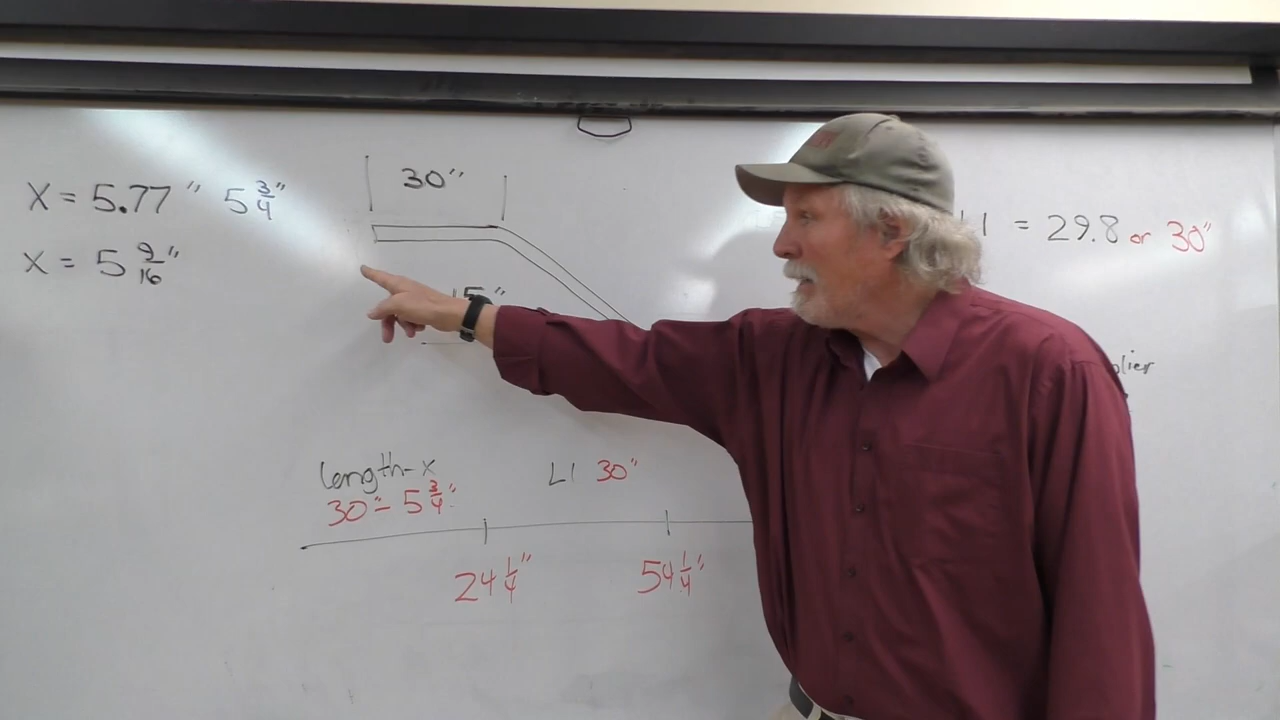 X = 5.77" 5 3/4"
X = 5 9/16"
30"
15"
= 29.8 or 30"
length-x
30" - 5 3/4"
L1 30"
24 1/4"
54 1/4"